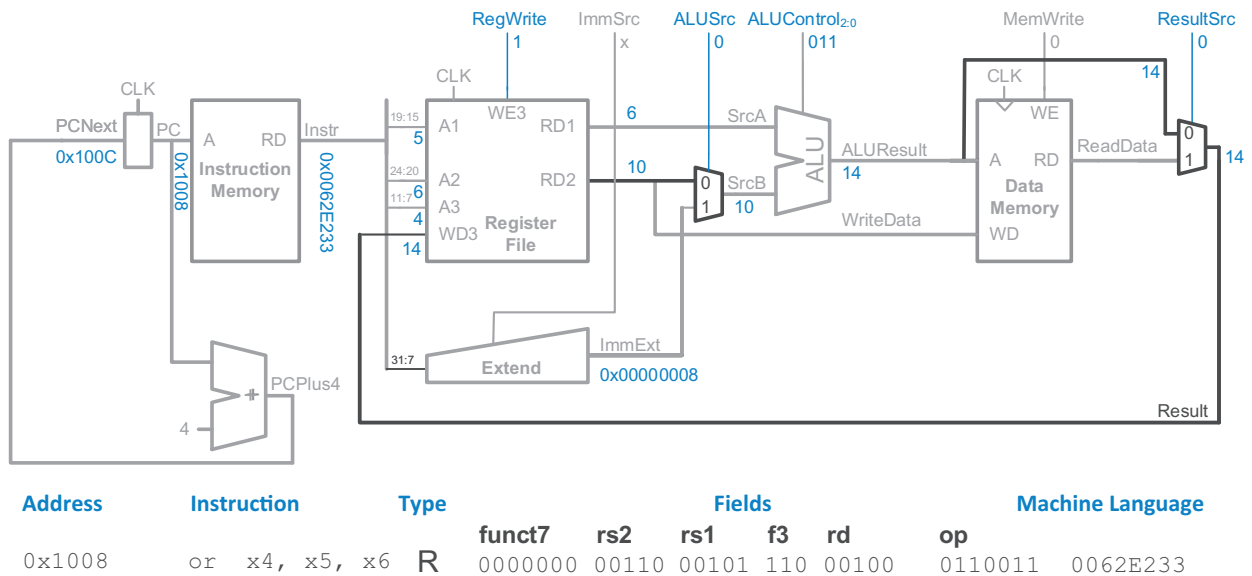 RegWrite ImmSrc ALUSrc ALUControl2:0 MemWrite ResultSrc
1 x 0 011 0 0
CLK CLK CLK 14
PCNext PC A RD Instr 19:15 A1 WE3 RD1 6 SrcA WE 0
0x100C 5
Instruction Memory 0x1008 0x0062E233
24:20 A2 RD2 10 0 SrcB ALU ALUResult A RD ReadData 1 14
6 14
11:7 A3 1 10 Data Memory
4 Register File
WD3 WriteData WD
14
31:7 Extend ImmExt
0x00000008
+ PCPlus4
4
Result
Address Instruction Type Fields Machine Language
funct7 rs2 rs1 f3 rd op
0x1008 or x4, x5, x6 R 0000000 00110 00101 110 00100 0110011 0062E233